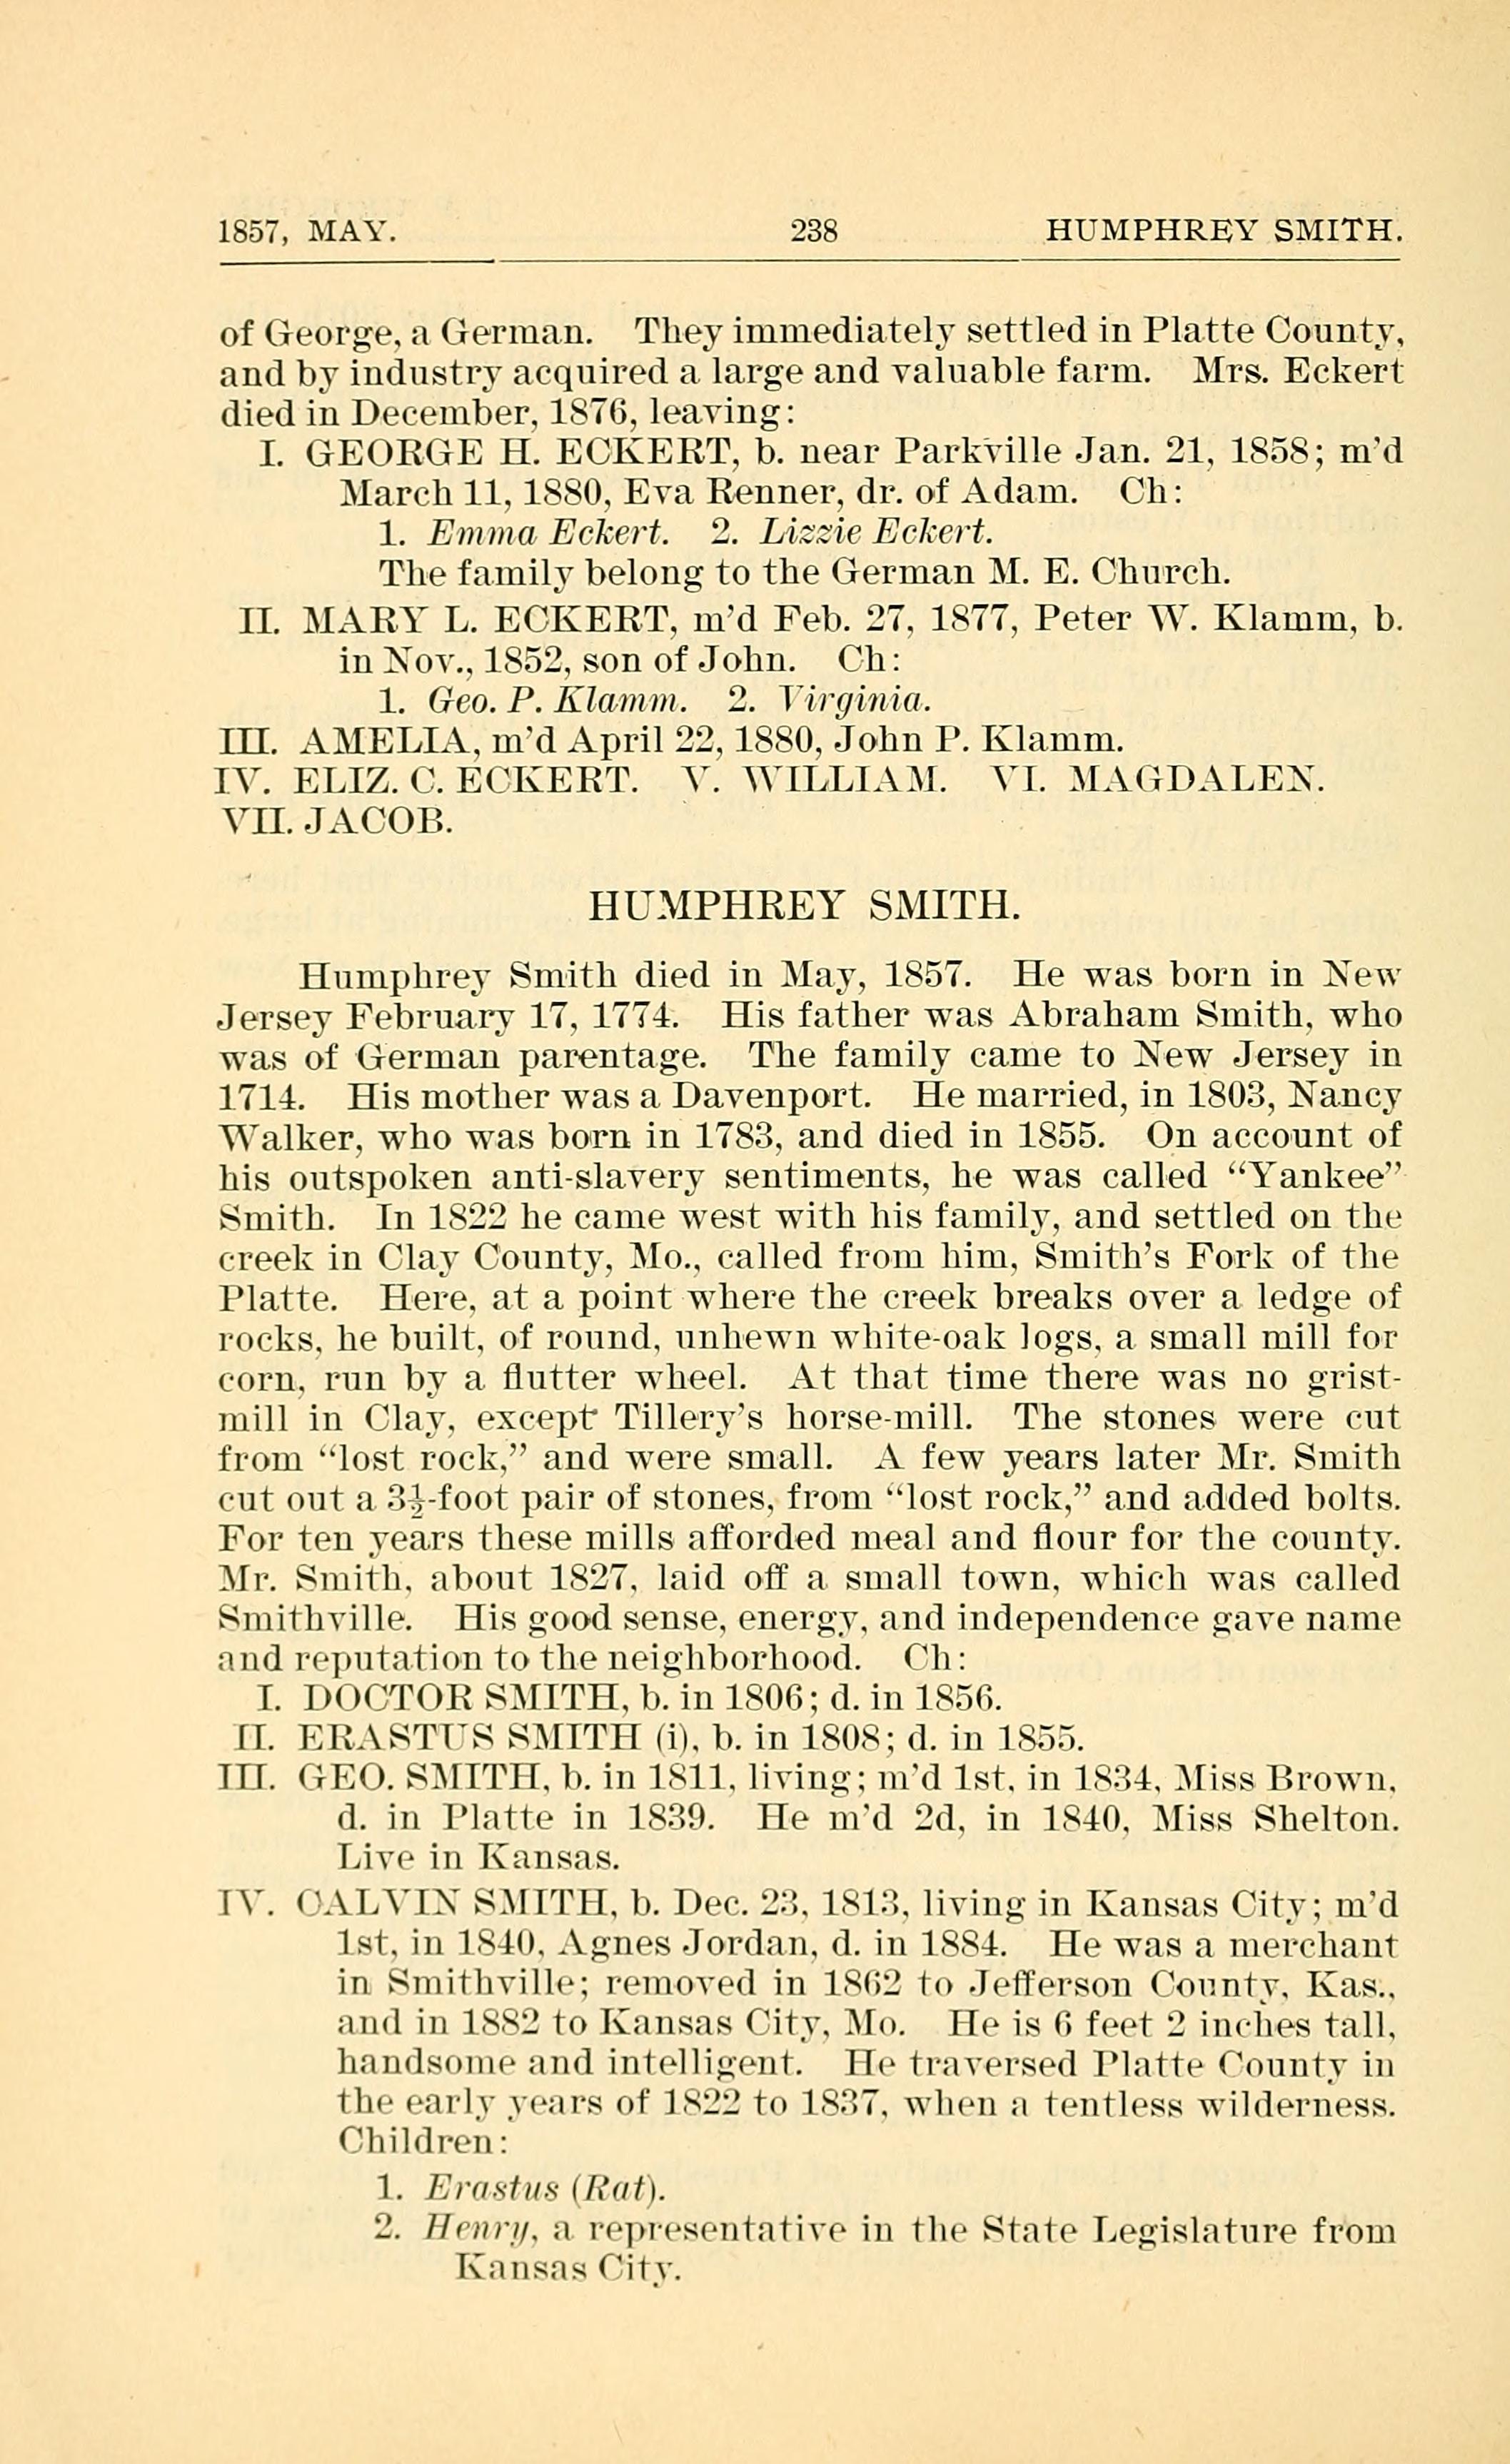 1857, MAY. 238 HUMPHREY SMITH.
of George, a German. They immediately settled in Platte County,
and by industry acquired a large and valuable farm. Mrs. Eckert
died in December, 1876, leaving:
I. GEORGE H. ECKERT, b. near Parkville Jan. 21, 1858; m'd
March 11, 1880, Eva Renner, dr. of Adam. Ch:
1. Emma Eckert. 2. Lizzie Eckert.
The family belong to the German M. E. Church.
II. MARY L. ECKERT, m'd Feb. 27, 1877, Peter W. Klamm, b.
in Nov., 1852, son of John. Ch:
1. Geo. P. Klamm. 2. Virginia.
III. AMELIA, m'd April 22, 1880, John P. Klamm.
IV. ELIZ. C. ECKERT. V. WILLIAM. VI. MAGDALEN.
VII. JACOB.
HUMPHREY SMITH.
Humphrey Smith died in May, 1857. He was born in New
Jersey February 17, 1774. His father was Abraham Smith, who
was of German parentage. The family came to New Jersey in
1714. His mother was a Davenport. He married, in 1803, Nancy
Walker, who was born in 1783, and died in 1855. On account of
his outspoken anti-slavery sentiments, he was called “Yankee”
Smith. In 1822 he came west with his family, and settled on the
creek in Clay County, Mo., called from him, Smith's Fork of the
Platte. Here, at a point where the creek breaks over a ledge of
rocks, he built, of round, unhewn white-oak logs, a small mill for
corn, run by a flutter wheel. At that time there was no grist-
mill in Clay, except Tillery's horse-mill. The stones were cut
from “lost rock,” and were small. A few years later Mr. Smith
cut out a 3½-foot pair of stones, from “lost rock,” and added bolts.
For ten years these mills afforded meal and flour for the county.
Mr. Smith, about 1827, laid off a small town, which was called
Smithville. His good sense, energy, and independence gave name
and reputation to the neighborhood. Ch:
I. DOCTOR SMITH, b. in 1806; d. in 1856.
II. ERASTUS SMITH (i), b. in 1808; d. in 1855.
III. GEO. SMITH, b. in 1811, living; m'd 1st, in 1834, Miss Brown,
d. in Platte in 1839. He m'd 2d, in 1840, Miss Shelton.
Live in Kansas.
IV. CALVIN SMITH, b. Dec. 23, 1813, living in Kansas City; m'd
1st, in 1840, Agnes Jordan, d. in 1884. He was a merchant
in Smithville; removed in 1862 to Jefferson County, Kas.,
and in 1882 to Kansas City, Mo. He is 6 feet 2 inches tall,
handsome and intelligent. He traversed Platte County in
the early years of 1822 to 1837, when a tentless wilderness.
Children:
1. Erastus (Rat).
2. Henry, a representative in the State Legislature from
Kansas City.